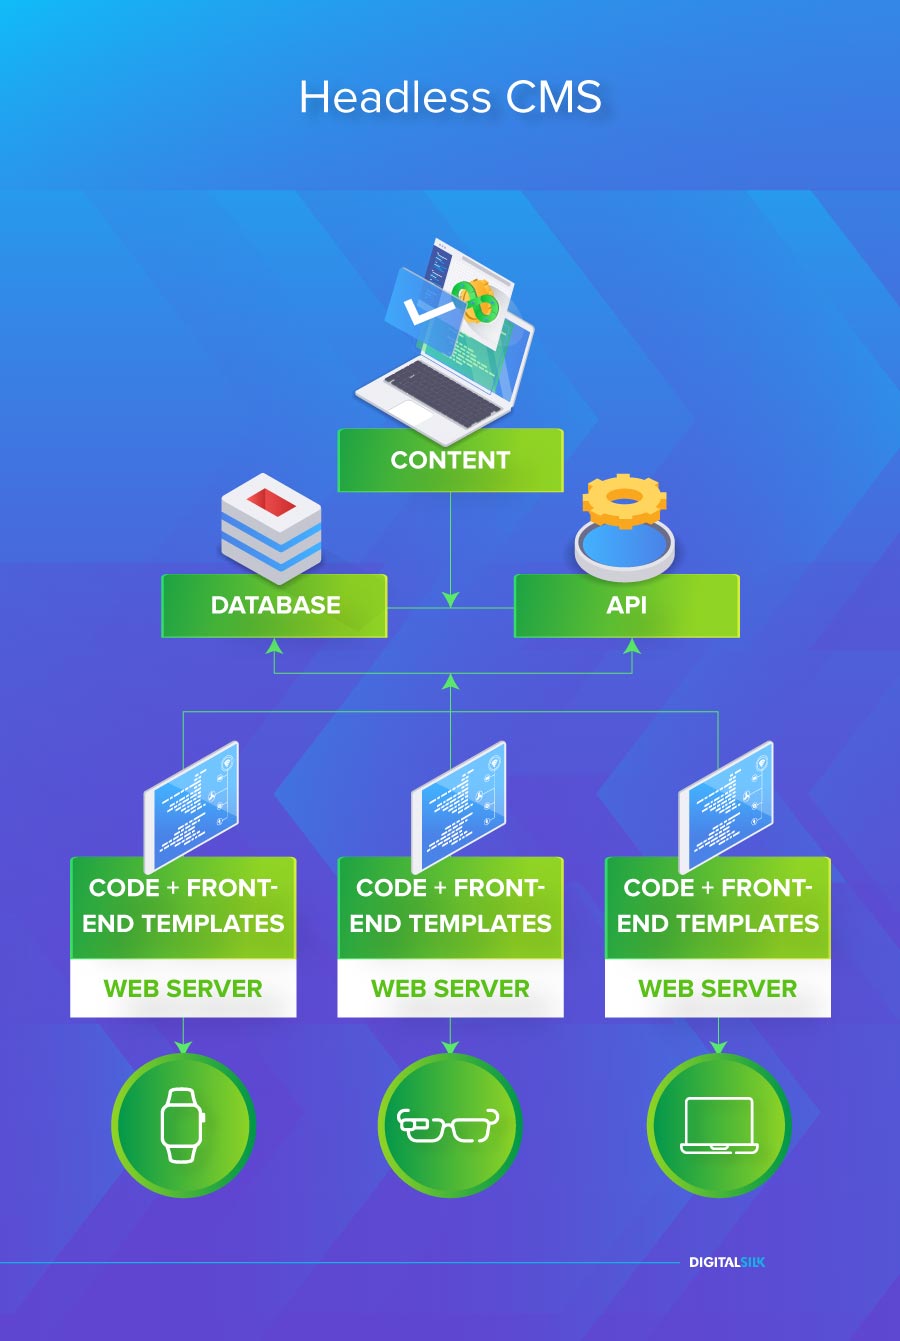 Headless CMS
CONTENT
DATABASE
API
CODE + FRONT-
END TEMPLATES
WEB SERVER
CODE + FRONT-
END TEMPLATES
WEB SERVER
CODE + FRONT-
END TEMPLATES
WEB SERVER
DIGITALSILK